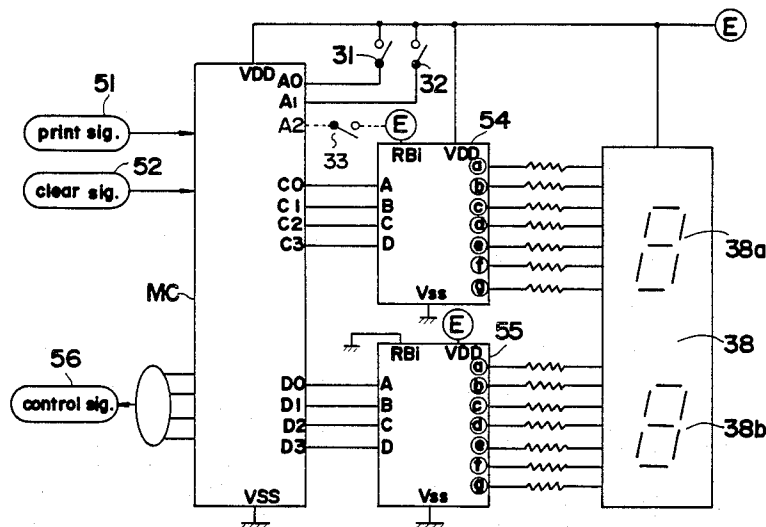 E
31
32
VDD
A0
A1
A2
33
E
54
51
print sig.
52
clear sig.
RBi VDD
C0 A
C1 B
C2 C
C3 D
a
b
c
d
e
f
g
Vss
38a
38
38b
MC
E
55
RBi VDD
56
control sig.
D0 A
D1 B
D2 C
D3 D
a
b
c
d
e
f
g
VSS
Vss